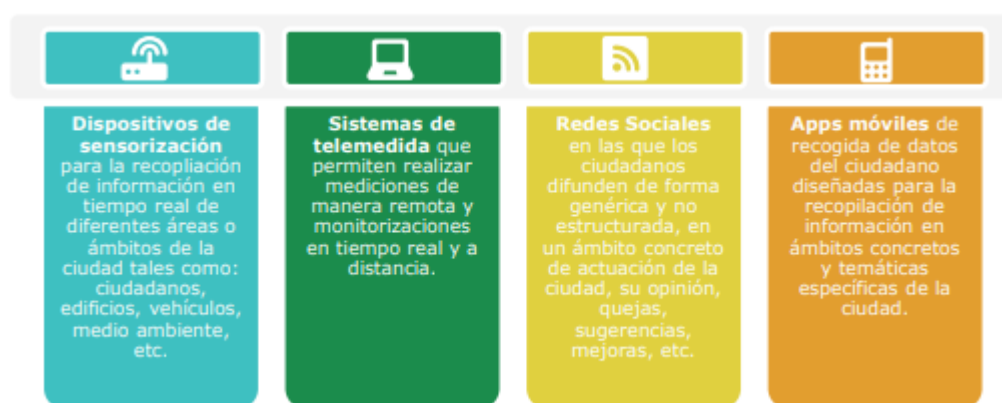 Dispositivos de
sensorización
para la recopliación
de información en
tiempo real de
diferentes áreas o
ámbitos de la
ciudad tales como:
ciudadanos,
edificios, vehículos,
medio ambiente,
etc.
Sistemas de
telemedida que
permiten realizar
mediciones de
manera remota y
monitorizaciones
en tiempo real y a
distancia.
Redes Sociales
en las que los
ciudadanos
difunden de forma
genérica y no
estructurada, en
un ámbito concreto
de actuación de la
ciudad, su opinión,
quejas,
sugerencias,
mejoras, etc.
Apps móviles de
recogida de datos
del ciudadano
diseñadas para la
recopilación de
información en
ámbitos concretos
y temáticas
específicas de la
ciudad.